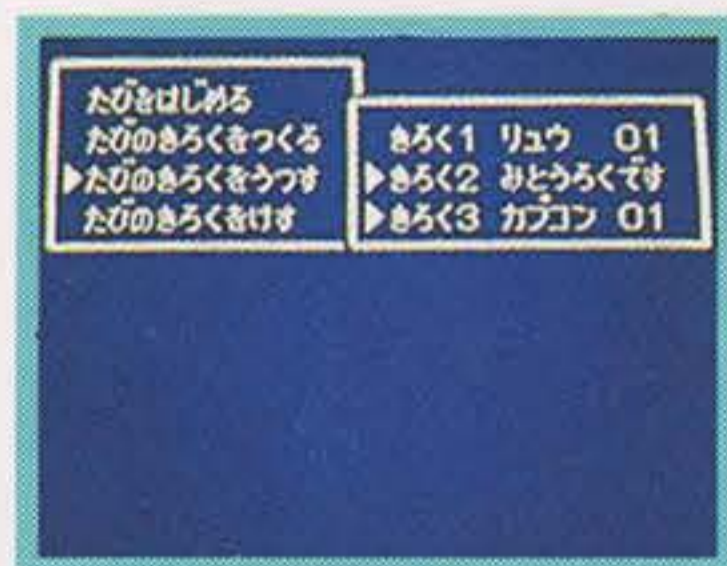 たびをはじめる
たびのきろくをつくる
▶たびのきろくをうつす
たびのきろくをけす
きろく1 リュウ 01
▶きろく2 みとうろくです
▶きろく3 カプコン 01